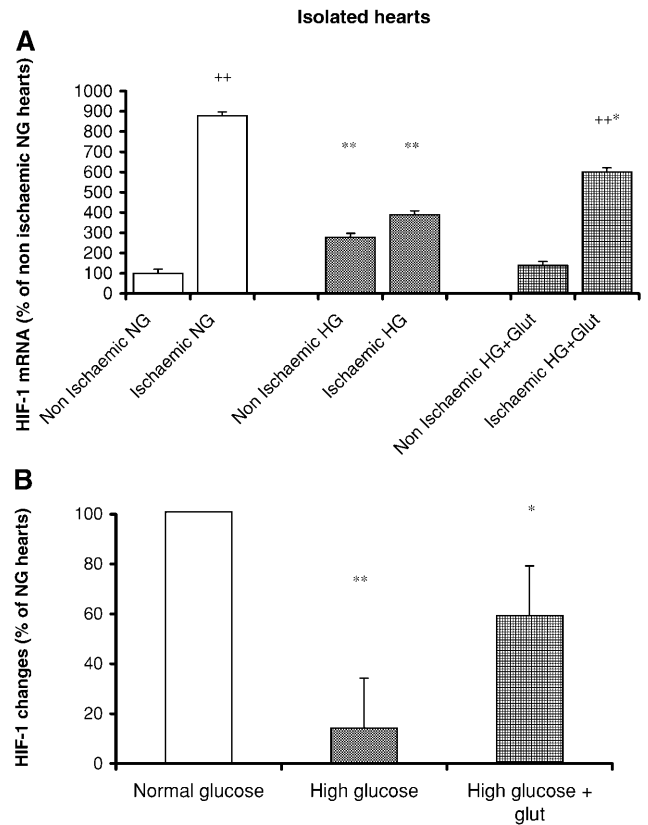 Isolated hearts
A
HIF-1 mRNA (% of non ischaemic NG hearts)
1000
900
800
700
600
500
400
300
200
100
0
++
**
**
++*
Non Ischaemic NG
Ischaemic NG
Non Ischaemic HG
Ischaemic HG
Non Ischaemic HG+Glut
Ischaemic HG+Glut
B
HIF-1 changes (% of NG hearts)
100
80
60
40
20
0
**
*
Normal glucose
High glucose
High glucose +
glut